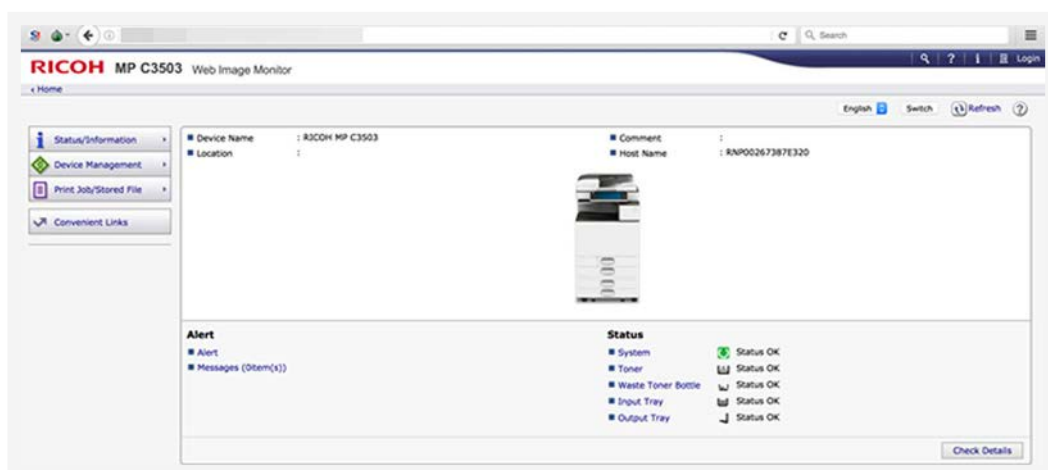 Search
RICOH MP C3503 Web Image Monitor
? i Login
Home
English Switch Refresh ?
Status/Information
Device Management
Print Job/Stored File
Convenient Links
Device Name : RICOH MP C3503
Location :
Comment :
Host Name : RNP00267387E320
Alert
Alert
Messages (0item(s))
Status
System Status OK
Toner Status OK
Waste Toner Bottle Status OK
Input Tray Status OK
Output Tray Status OK
Check Details